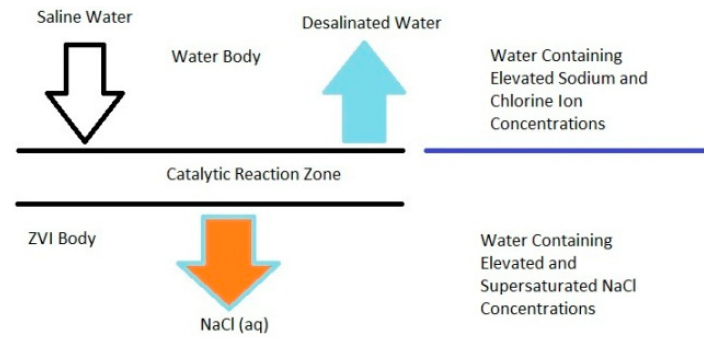 Saline Water
Desalinated Water
Water Body
Water Containing
Elevated Sodium and
Chlorine Ion
Concentrations
Catalytic Reaction Zone
ZVI Body
Water Containing
Elevated and
Supersaturated NaCl
Concentrations
NaCl (aq)